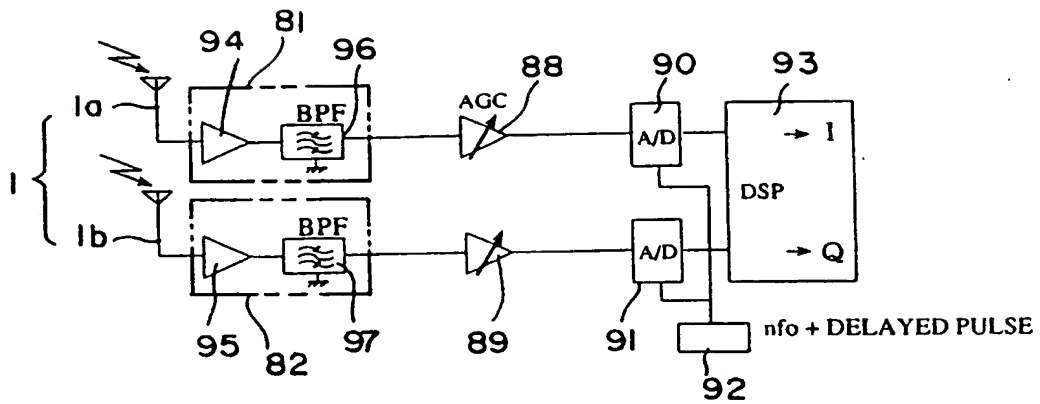 94
81
96
88
90
93
1a
BPF
AGC
A/D
→ I
1
DSP
1b
BPF
A/D
→ Q
95
82
97
89
91
92
nfo + DELAYED PULSE